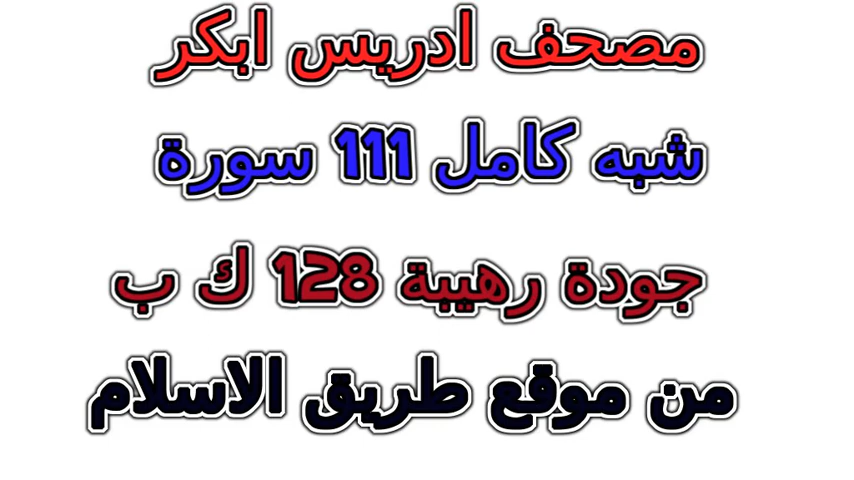 مصحف ادريس ابكر
شبه كامل 111 سورة
جودة رهيبة 128 ك ب
من موقع طريق الاسلام